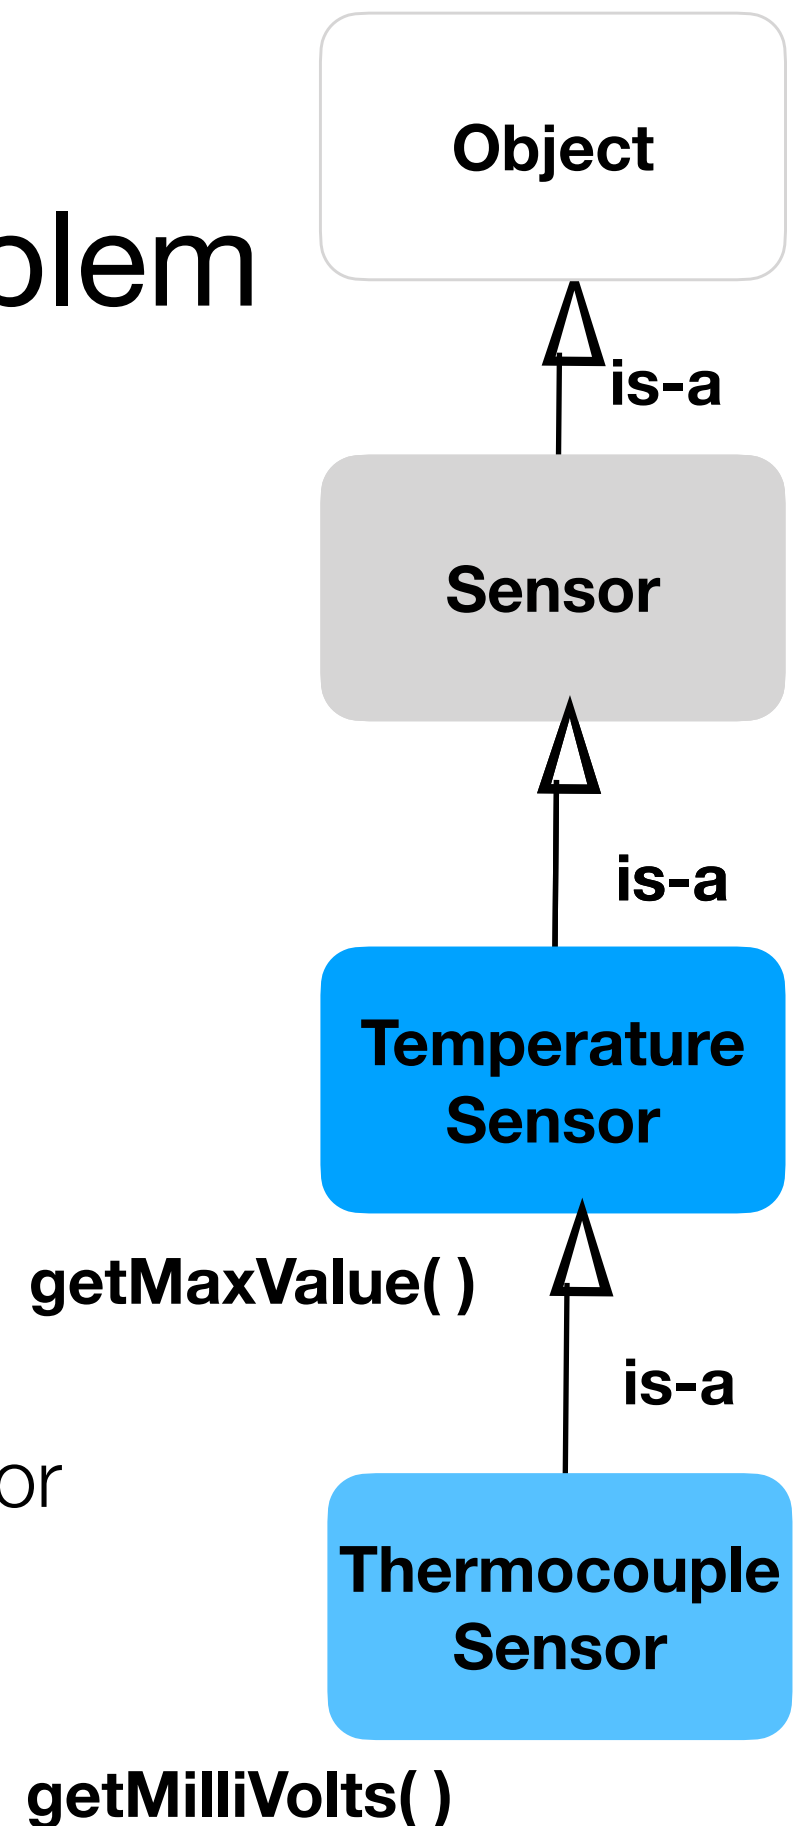 Object
blem
is-a
Sensor
is-a
Temperature
Sensor
getMaxValue( )
is-a
or
Thermocouple
Sensor
getMilliVolts( )